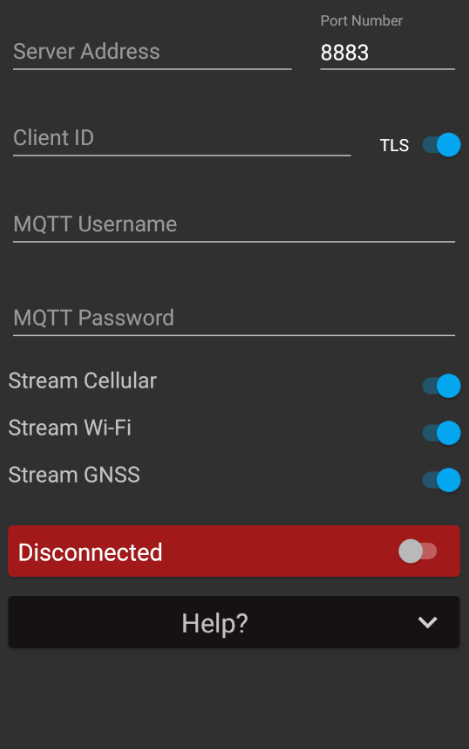 Port Number
Server Address
8883
Client ID
TLS
MQTT Username
MQTT Password
Stream Cellular
Stream Wi-Fi
Stream GNSS
Disconnected
Help?